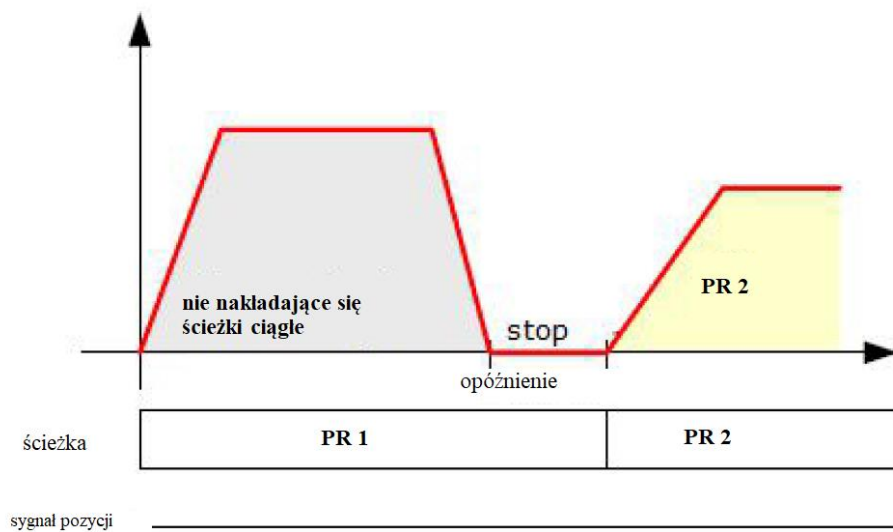 nie nakładające się
ścieżki ciągłe
PR 2
stop
opóźnienie
ścieżka
PR 1
PR 2
sygnał pozycji